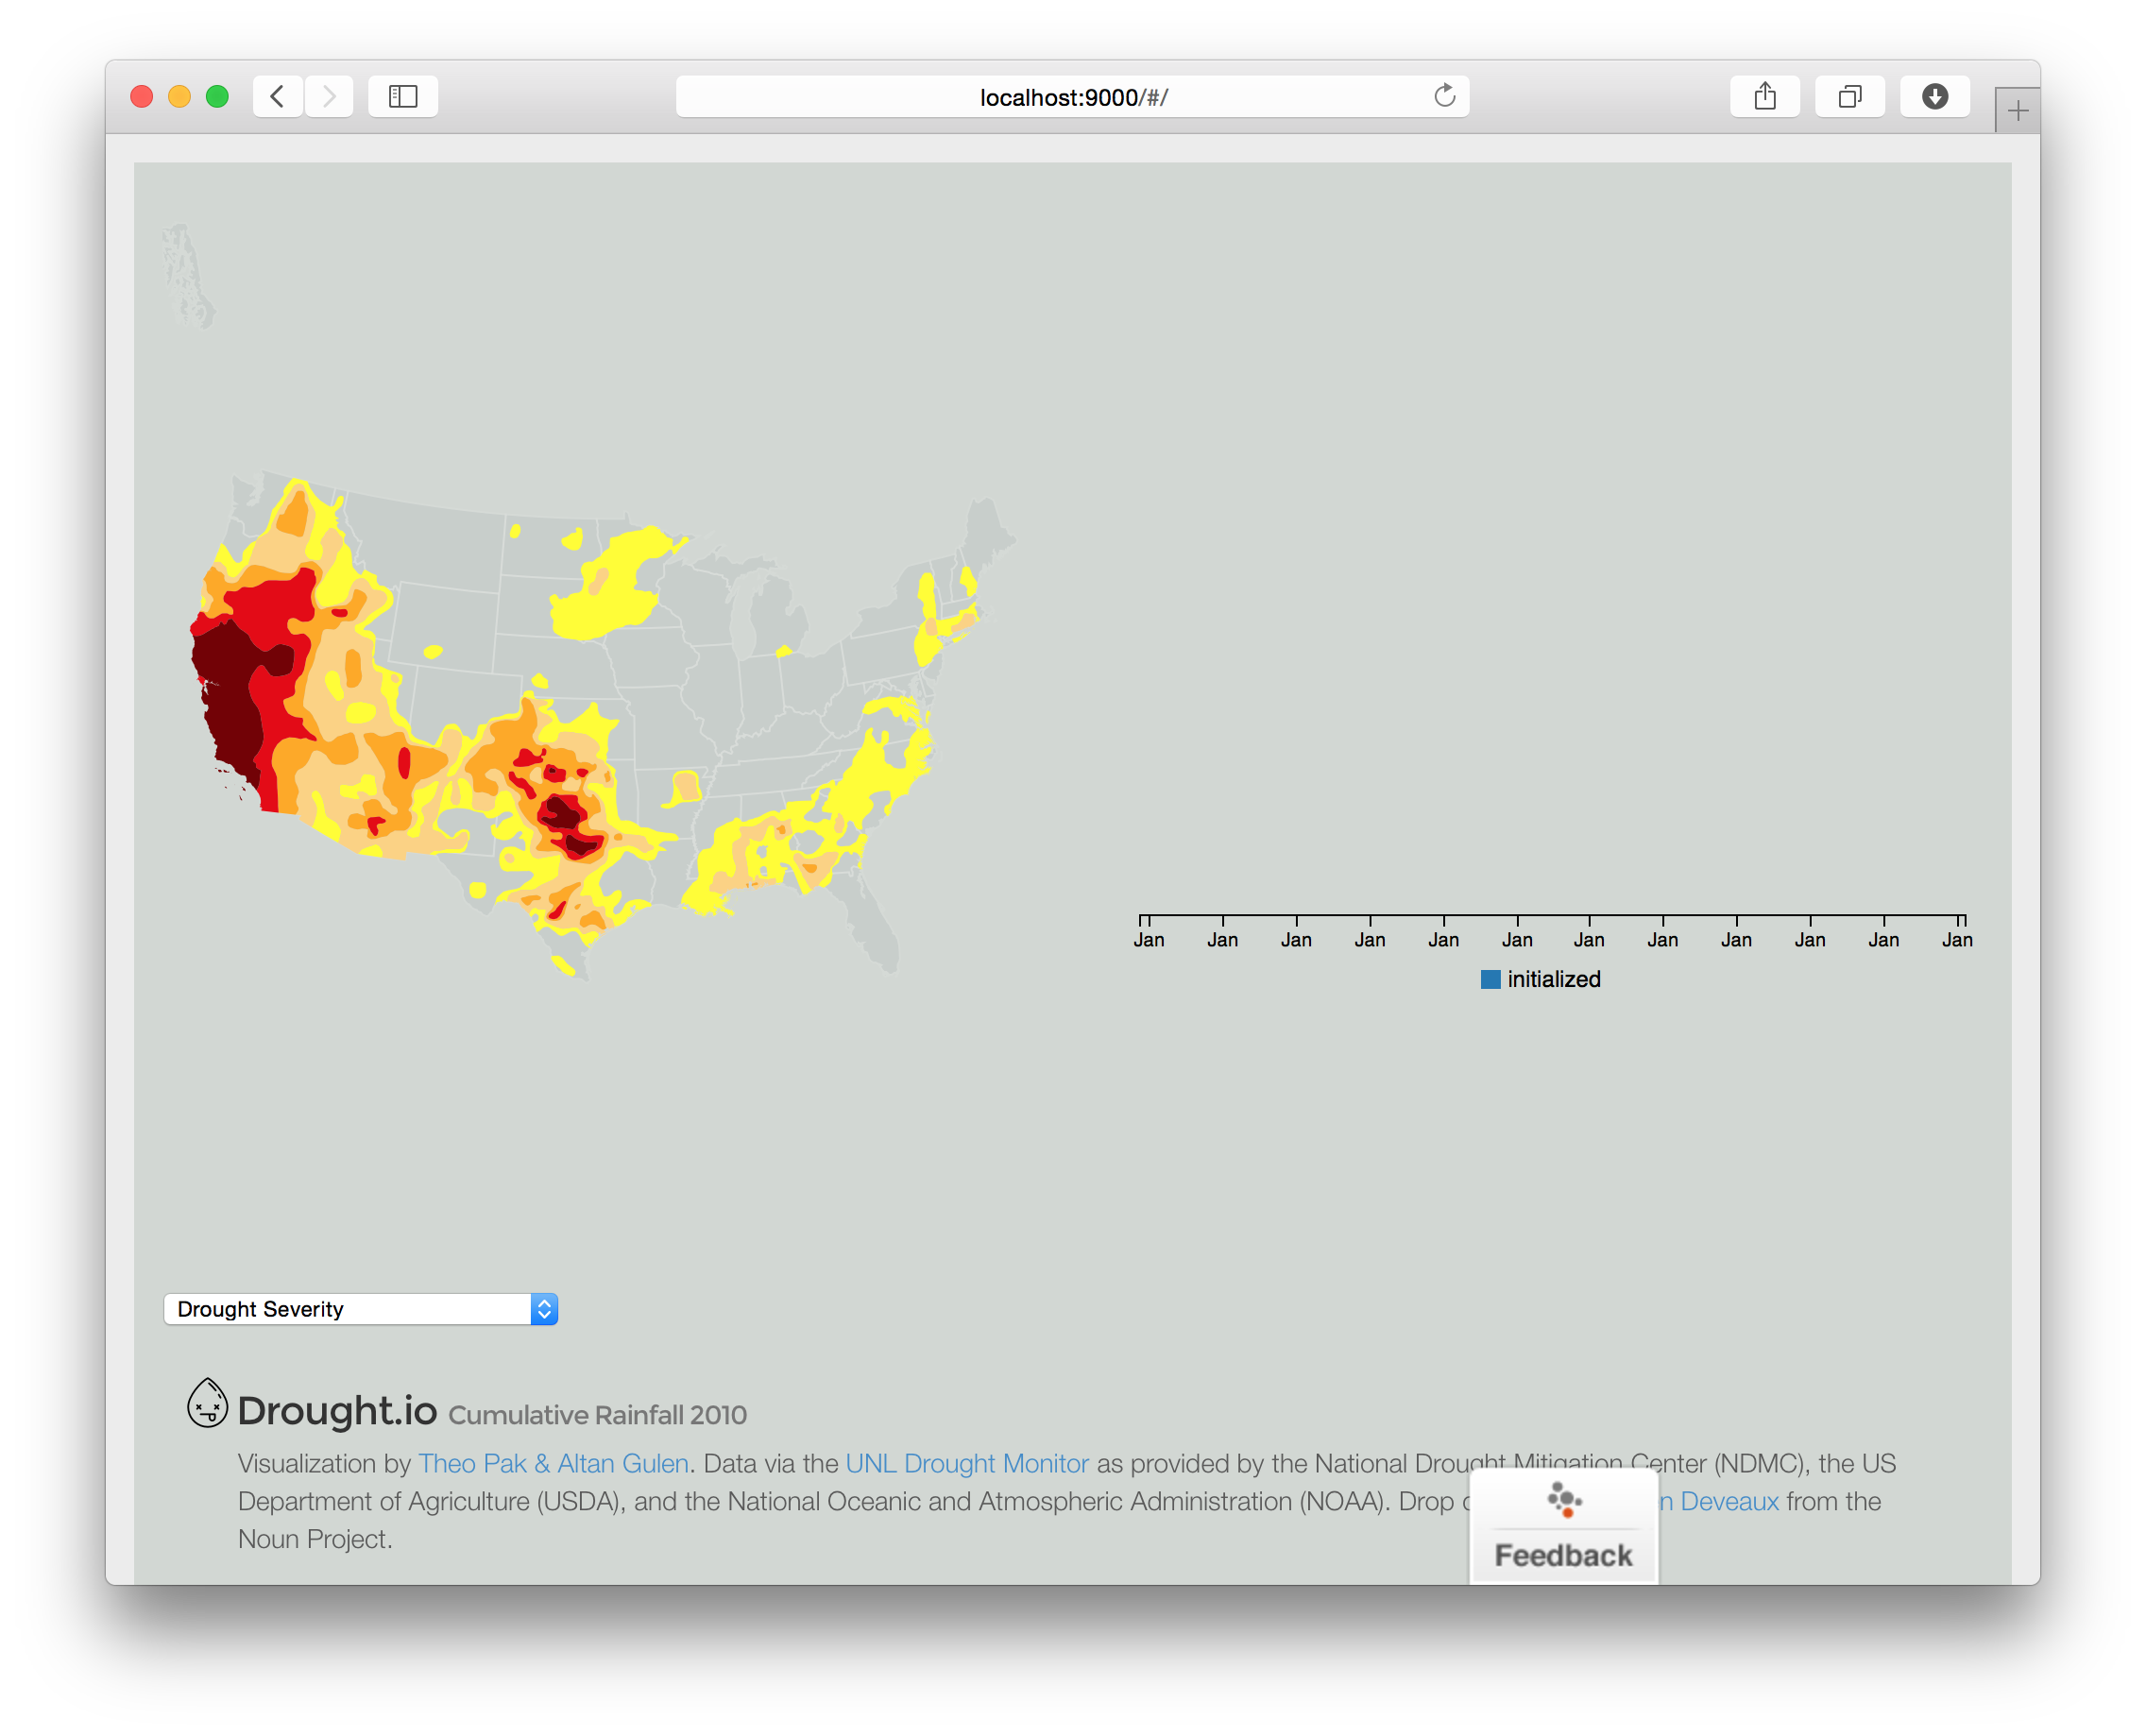 localhost:9000/#/
Jan Jan Jan Jan Jan Jan Jan Jan Jan Jan Jan Jan
initialized
Drought Severity
Drought.io Cumulative Rainfall 2010
Visualization by Theo Pak & Altan Gulen. Data via the UNL Drought Monitor as provided by the National Drought Mitigation Center (NDMC), the US
Department of Agriculture (USDA), and the National Oceanic and Atmospheric Administration (NOAA). Drop Deveaux from the
Noun Project.
Feedback